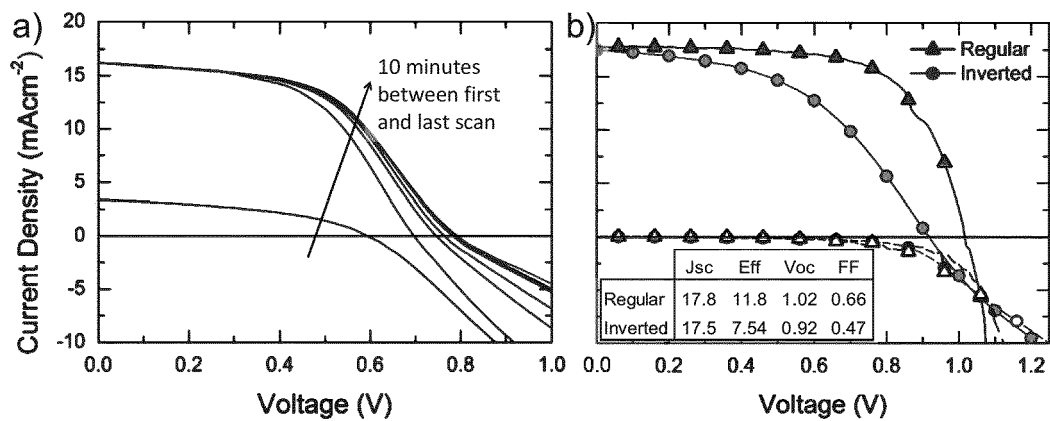 a)
20
15
10
5
0
-5
-10
Current Density (mAcm-2)
0.0 0.2 0.4 0.6 0.8 1.0
Voltage (V)
10 minutes
between first
and last scan
b)
Regular
Inverted
Jsc Eff Voc FF
Regular 17.8 11.8 1.02 0.66
Inverted 17.5 7.54 0.92 0.47
0.0 0.2 0.4 0.6 0.8 1.0 1.2
Voltage (V)